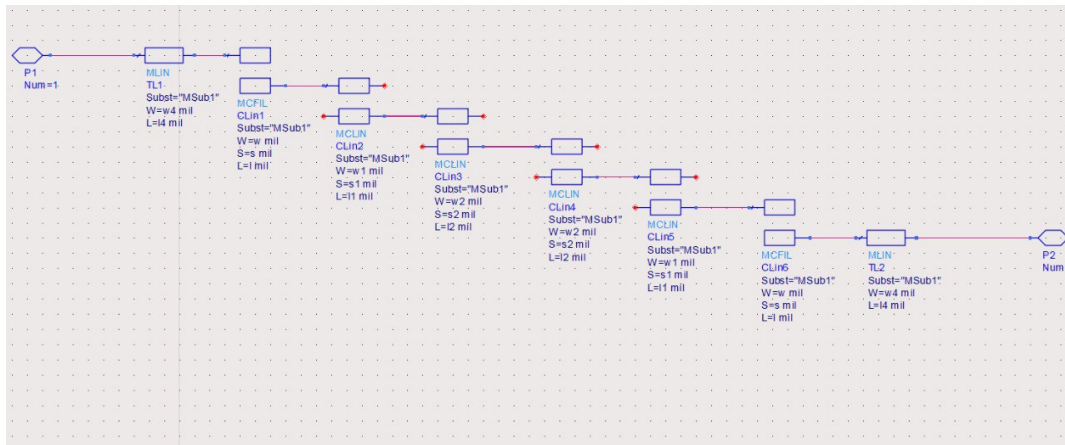 P1
Num=1
MLIN
TL1
Subst="MSub1"
W=w4 mil
L=l4 mil
MCFIL
CLin1
Subst="MSub1"
W=w mil
S=s mil
L=l mil
MCLIN
CLin2
Subst="MSub1"
W=w1 mil
S=s1 mil
L=l1 mil
MCLIN
CLin3
Subst="MSub1"
W=w2 mil
S=s2 mil
L=l2 mil
MCLIN
CLin4
Subst="MSub1"
W=w2 mil
S=s2 mil
L=l2 mil
MCLIN
CLin5
Subst="MSub1"
W=w1 mil
S=s1 mil
L=l1 mil
MCFIL
CLin6
Subst="MSub1"
W=w mil
S=s mil
L=l mil
MLIN
TL2
Subst="MSub1"
W=w4 mil
L=l4 mil
P2
Num